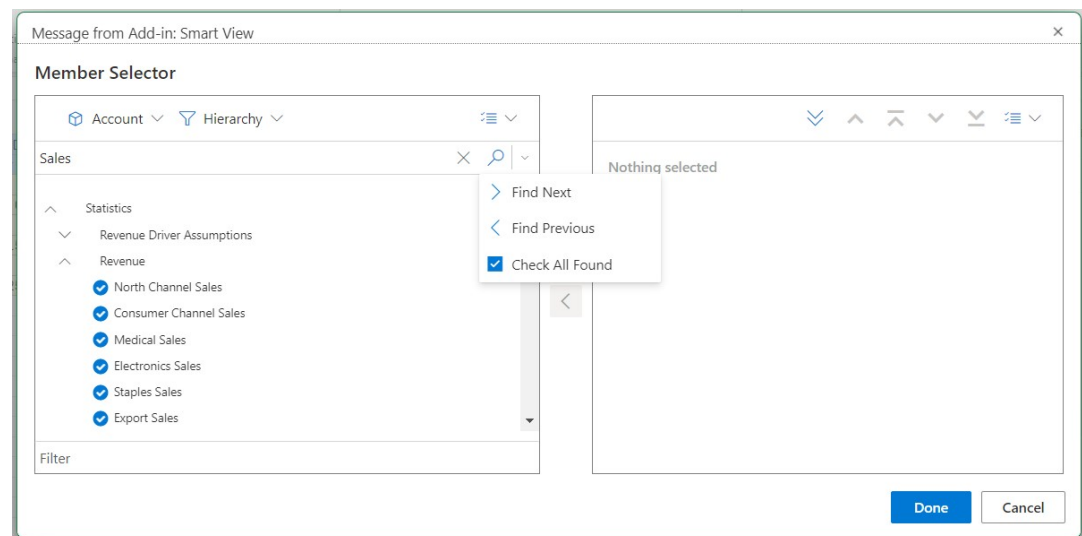 Message from Add-in: Smart View
Member Selector
Account Hierarchy
Sales
Nothing selected
Find Next
Find Previous
Check All Found
Statistics
Revenue Driver Assumptions
Revenue
North Channel Sales
Consumer Channel Sales
Medical Sales
Electronics Sales
Staples Sales
Export Sales
Filter
Done Cancel